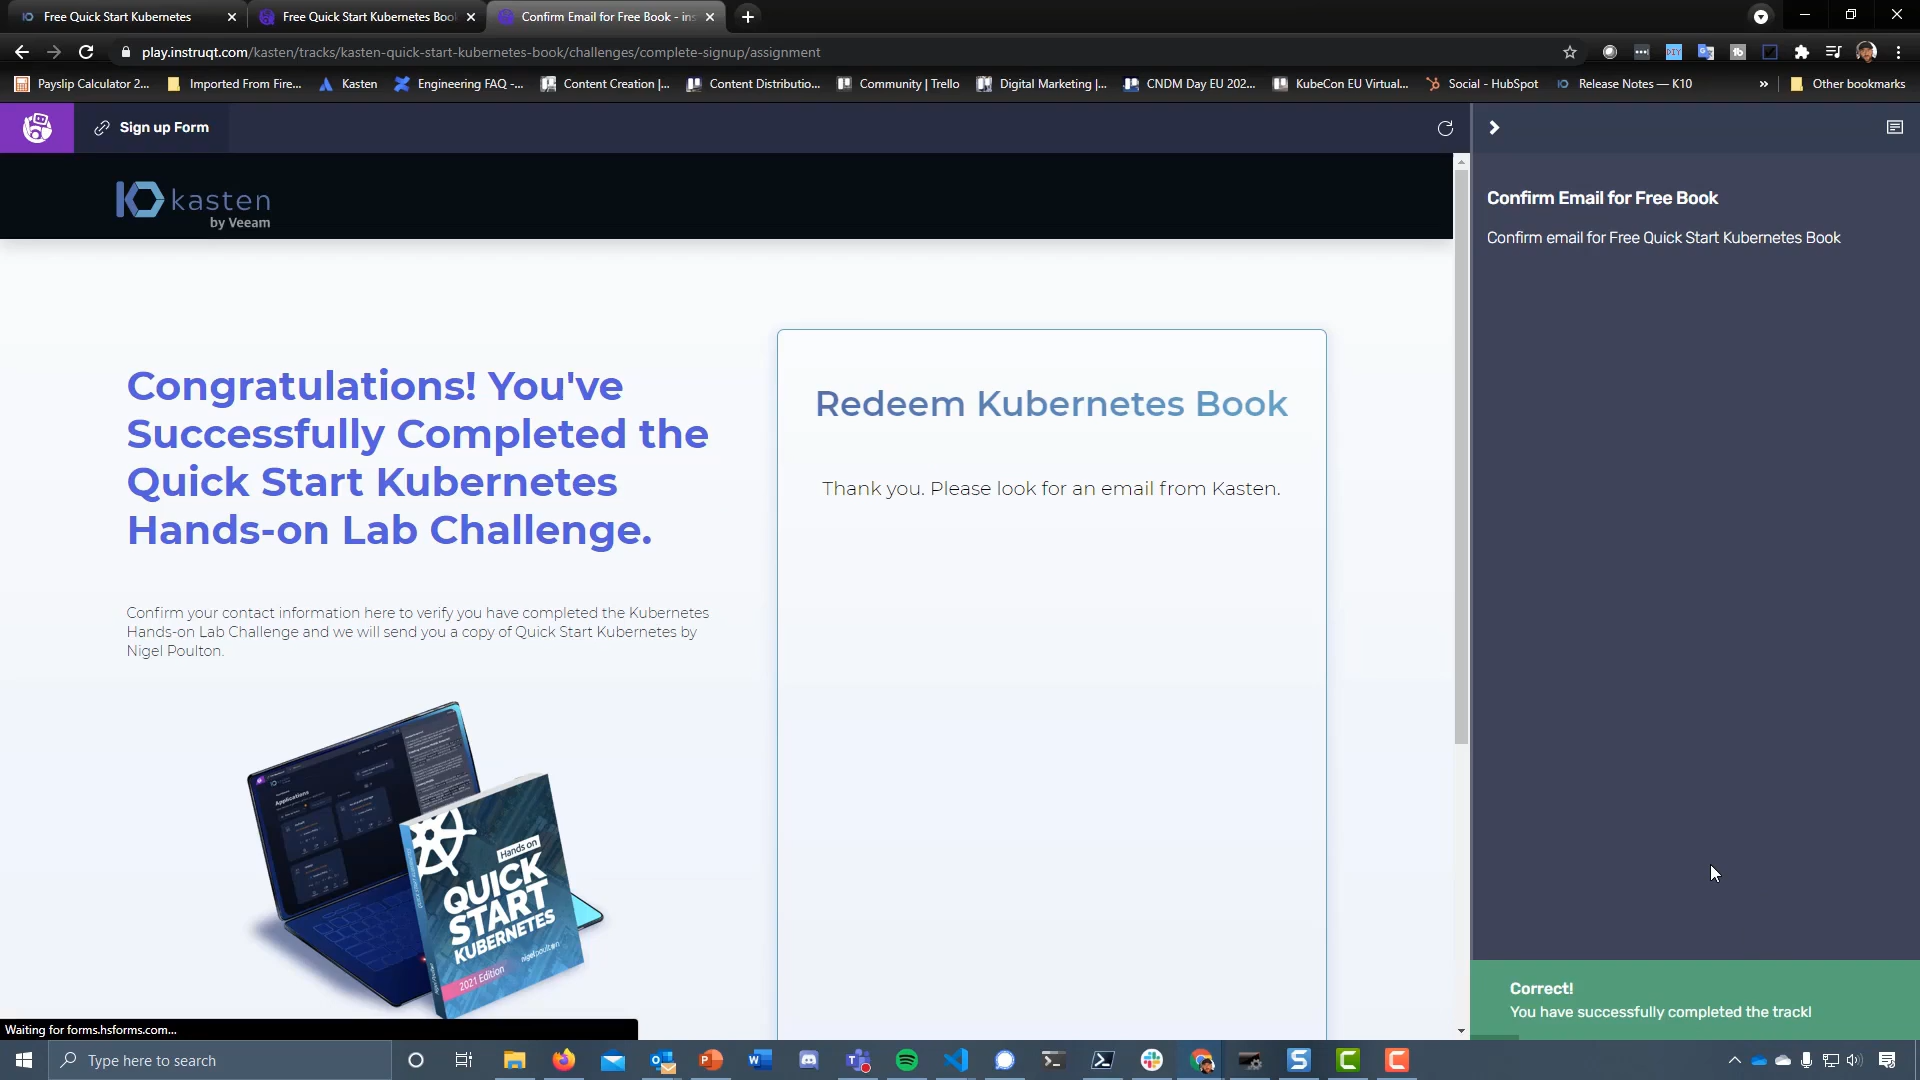 Free Quick Start Kubernetes
Free Quick Start Kubernetes Boo
Confirm Email for Free Book - ins
play.instruqt.com/kasten/tracks/kasten-quick-start-kubernetes-book/challenges/complete-signup/assignment
Payslip Calculator 2...
Imported From Fire...
Kasten
Engineering FAQ -...
Content Creation |...
Content Distributio...
Community | Trello
Digital Marketing |...
CNDM Day EU 202...
KubeCon EU Virtual...
Social - HubSpot
Release Notes — K10
»
Other bookmarks
Sign up Form
kasten
by Veeam
Congratulations! You've
Successfully Completed the
Quick Start Kubernetes
Hands-on Lab Challenge.
Confirm your contact information here to verify you have completed the Kubernetes
Hands-on Lab Challenge and we will send you a copy of Quick Start Kubernetes by
Nigel Poulton.
Applications
Hands on
QUICK
START
KUBERNETES
nigelpoulton
2021 Edition
Redeem Kubernetes Book
Thank you. Please look for an email from Kasten.
Confirm Email for Free Book
Confirm email for Free Quick Start Kubernetes Book
Correct!
You have successfully completed the track!
Waiting for forms.hsforms.com...
Type here to search